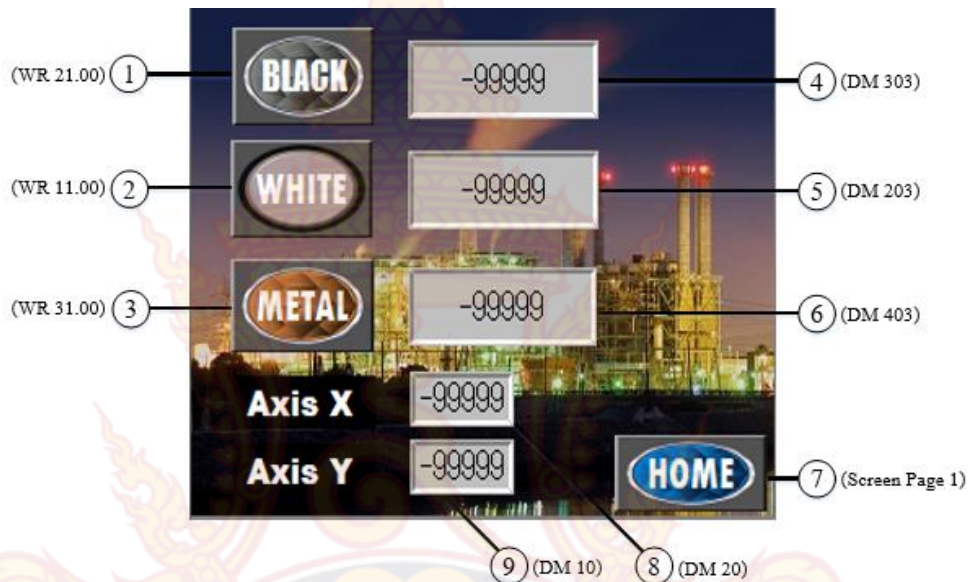 (WR 21.00) 1 BLACK -99999 4 (DM 303)
(WR 11.00) 2 WHITE -99999 5 (DM 203)
(WR 31.00) 3 METAL -99999 6 (DM 403)
Axis X -99999
Axis Y -99999 HOME 7 (Screen Page 1)
9 (DM 10) 8 (DM 20)